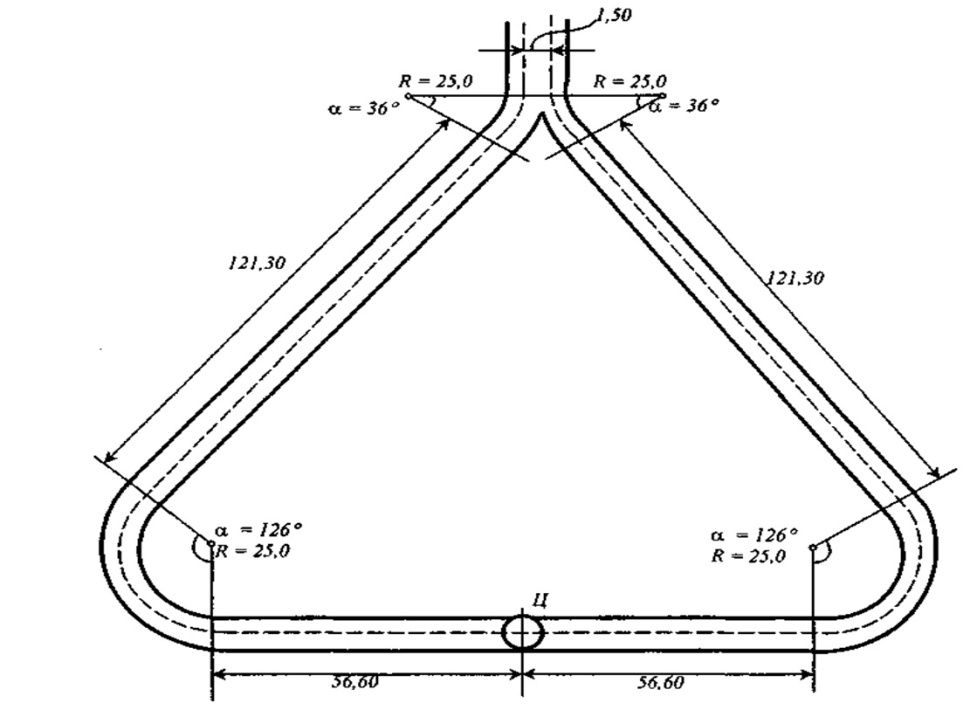 1,50
R = 25,0 R = 25,0
α = 36° α = 36°
121,30
121,30
α = 126°
R = 25,0
α = 126°
R = 25,0
Ц
56,60 56,60